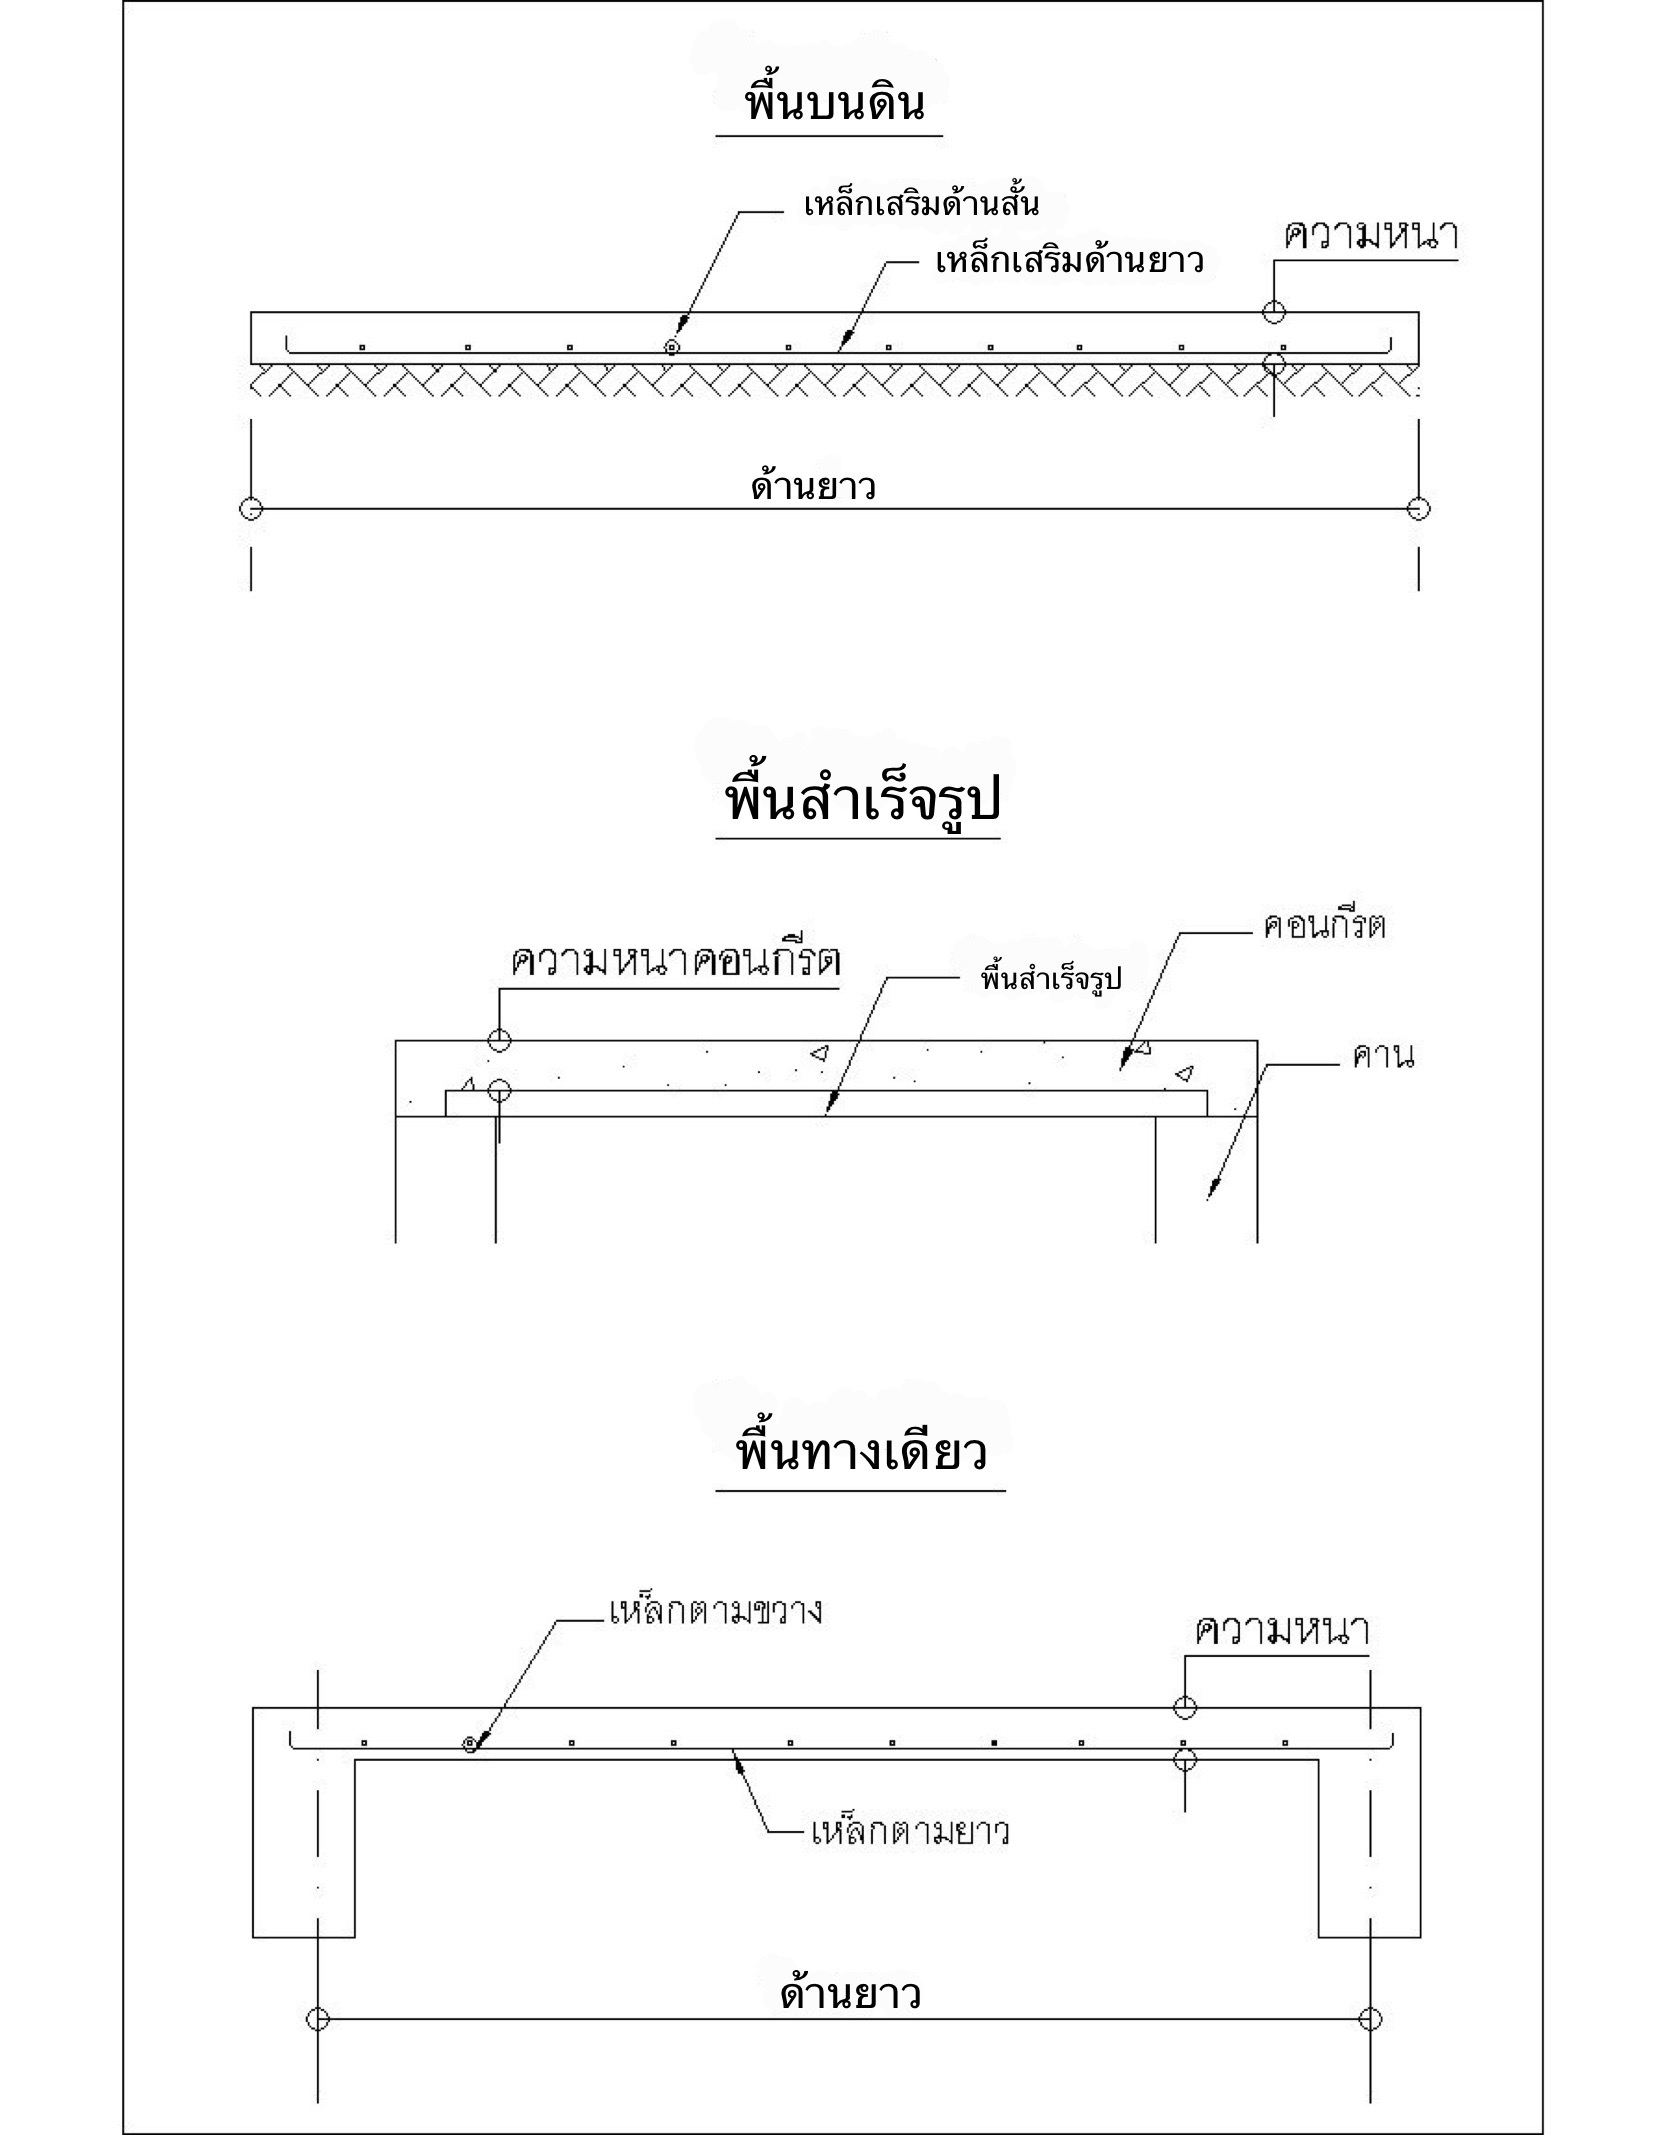 พื้นบนดิน
เหล็กเสริมด้านสั้น
ความหนา
เหล็กเสริมด้านยาว
ด้านยาว
พื้นสำเร็จรูป
คอนกรีต
ความหนาคอนกรีต
พื้นสำเร็จรูป
คาน
พื้นทางเดียว
เหล็กตามขวาง
ความหนา
เหล็กตามยาว
ด้านยาว